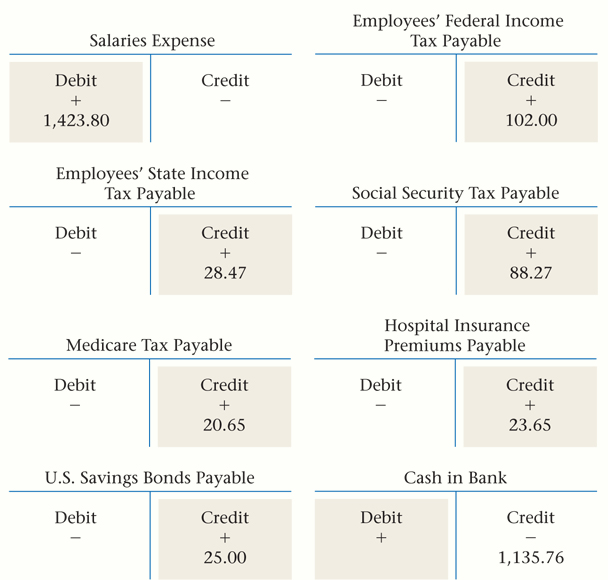 Salaries Expense
Debit Credit
+ −
1,423.80
Employees’ Federal Income
Tax Payable
Debit Credit
− +
102.00
Employees’ State Income
Tax Payable
Debit Credit
− +
28.47
Social Security Tax Payable
Debit Credit
− +
88.27
Medicare Tax Payable
Debit Credit
− +
20.65
Hospital Insurance
Premiums Payable
Debit Credit
− +
23.65
U.S. Savings Bonds Payable
Debit Credit
− +
25.00
Cash in Bank
Debit Credit
+ −
1,135.76